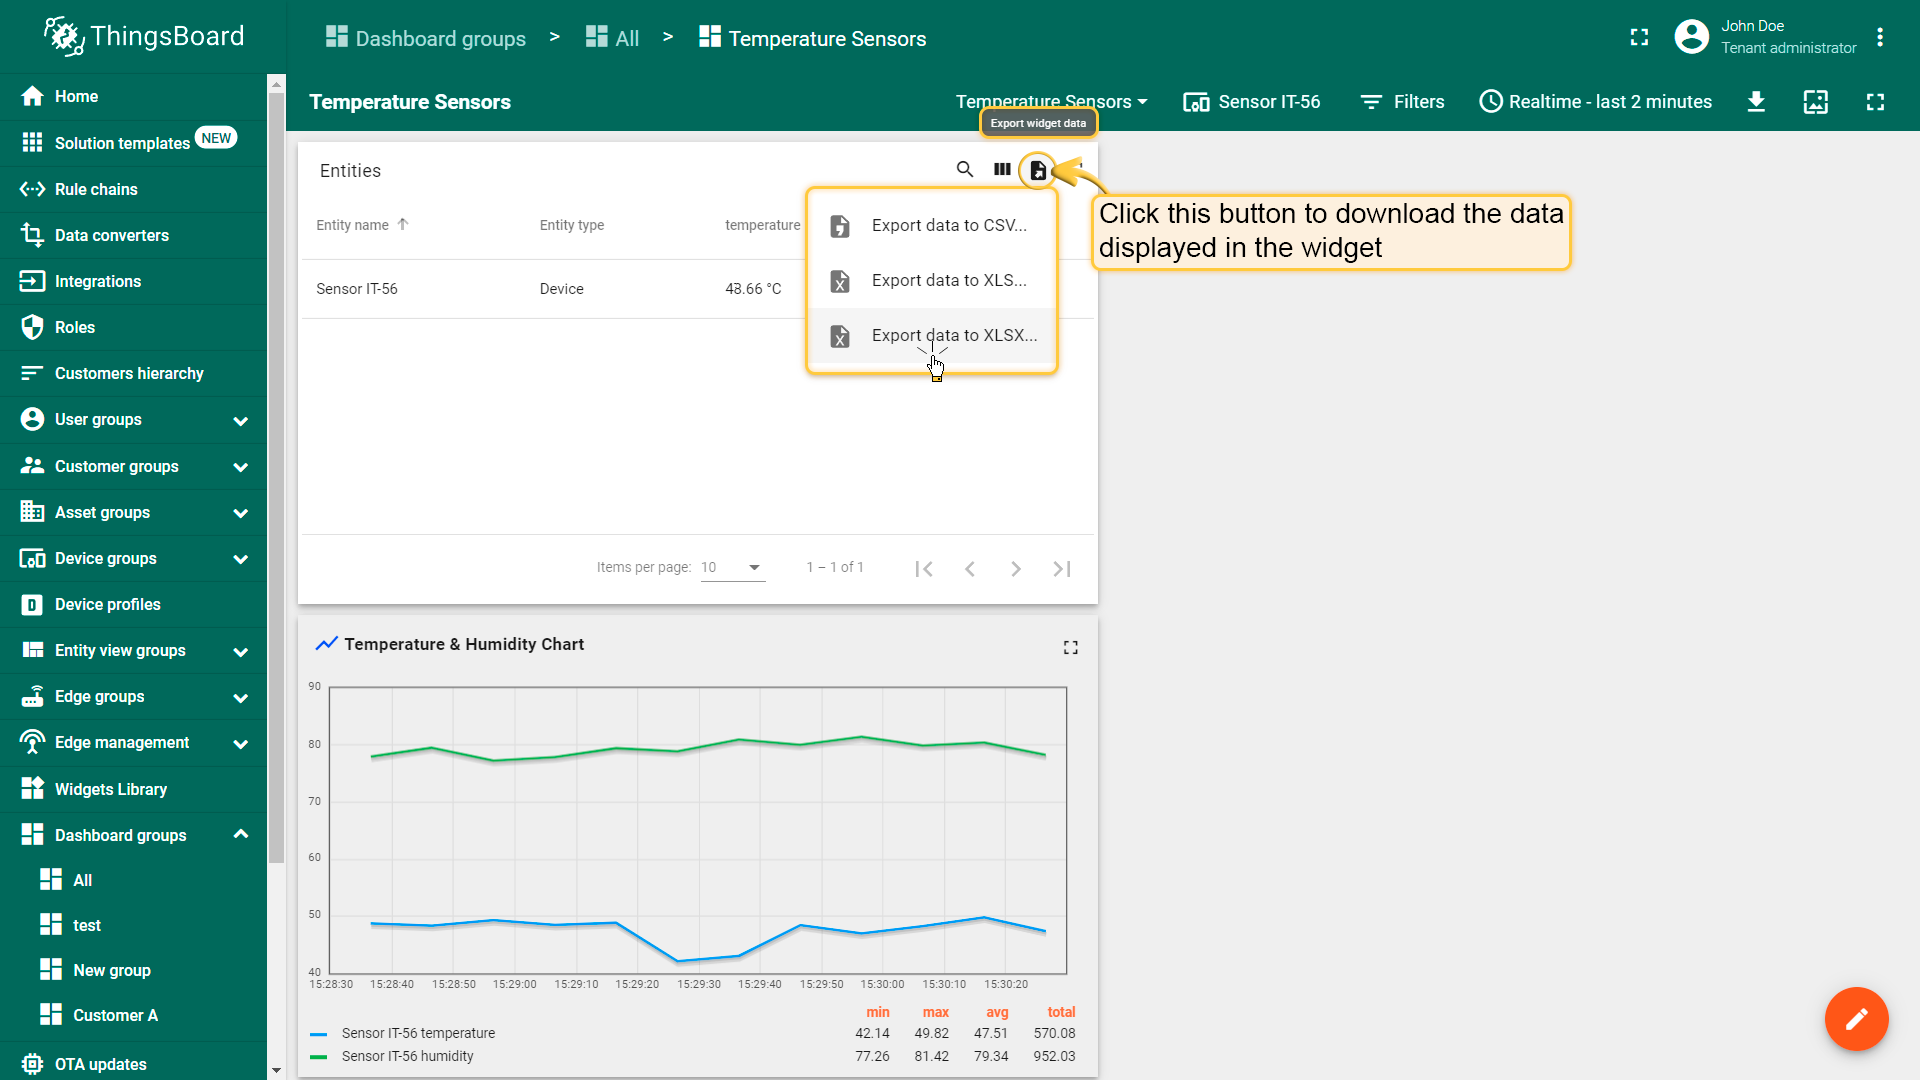 ThingsBoard
Dashboard groups > All > Temperature Sensors
John Doe
Tenant administrator
Temperature Sensors
Temperature Sensors
Sensor IT-56
Filters
Realtime - last 2 minutes
Export widget data
Home
Solution templates NEW
Rule chains
Data converters
Integrations
Roles
Customers hierarchy
User groups
Customer groups
Asset groups
Device groups
Device profiles
Entity view groups
Edge groups
Edge management
Widgets Library
Dashboard groups
All
test
New group
Customer A
OTA updates
Entities
Entity name Entity type temperature
Sensor IT-56 Device 48.66 °C
Export data to CSV...
Export data to XLS...
Export data to XLSX...
Click this button to download the data
displayed in the widget
Items per page: 10 1 – 1 of 1
Temperature & Humidity Chart
90
80
70
60
50
40
15:28:30 15:28:40 15:28:50 15:29:00 15:29:10 15:29:20 15:29:30 15:29:40 15:29:50 15:30:00 15:30:10 15:30:20
min max avg total
Sensor IT-56 temperature 42.14 49.82 47.51 570.08
Sensor IT-56 humidity 77.26 81.42 79.34 952.03